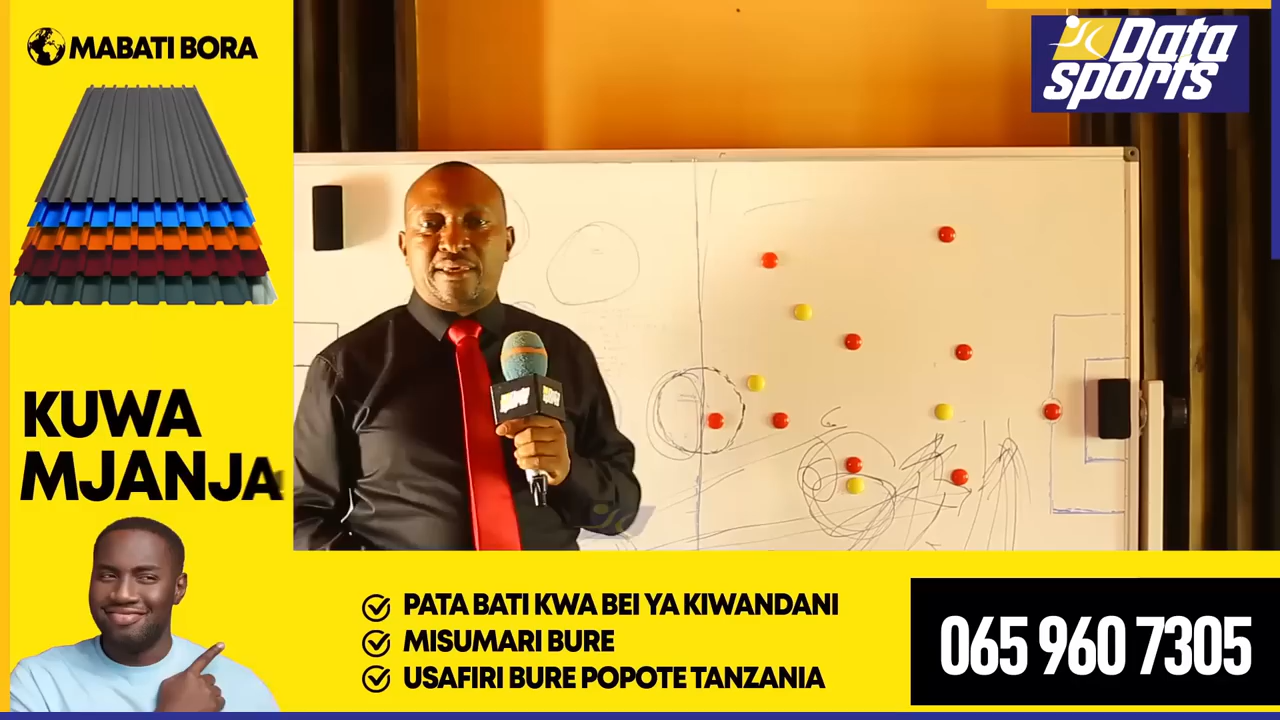 MABATI BORA
Data
sports
KUWA
MJANJA
PATA BATI KWA BEI YA KIWANDANI
MISUMARI BURE
USAFIRI BURE POPOTE TANZANIA
065 960 7305